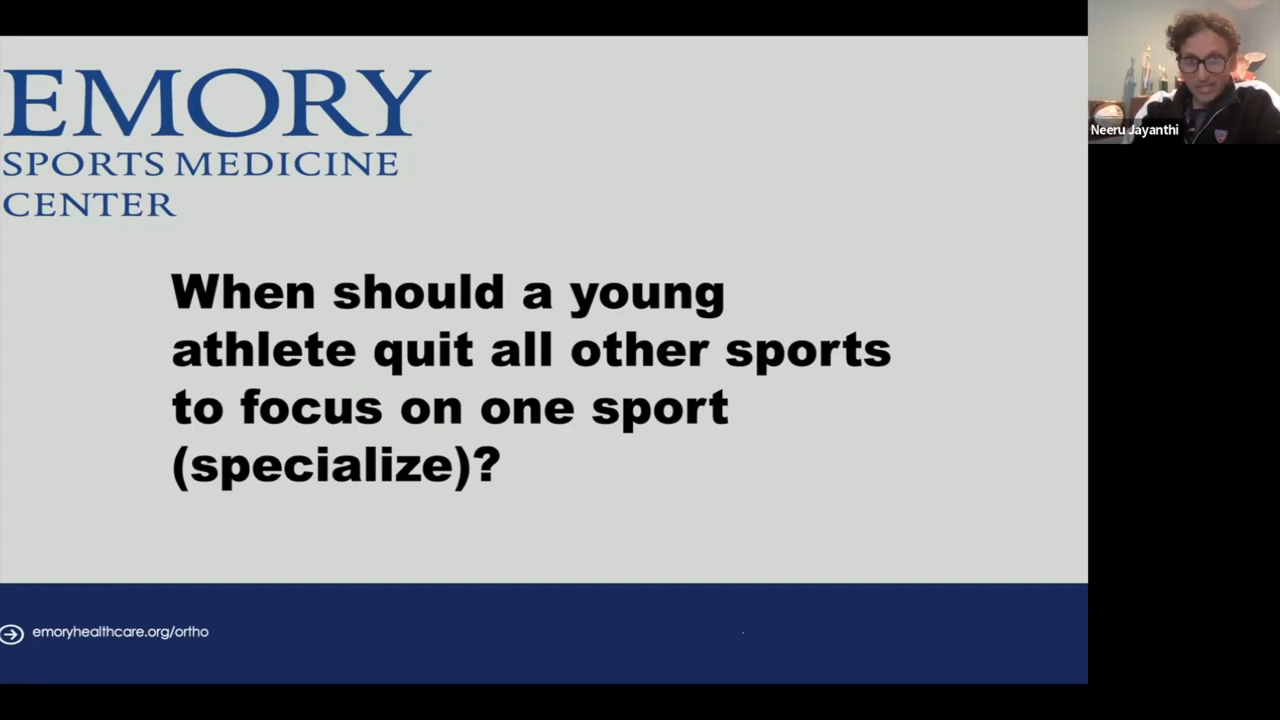 EMORY
SPORTS MEDICINE
CENTER
When should a young
athlete quit all other sports
to focus on one sport
(specialize)?
emoryhealthcare.org/ortho
Neeru Jayanthi